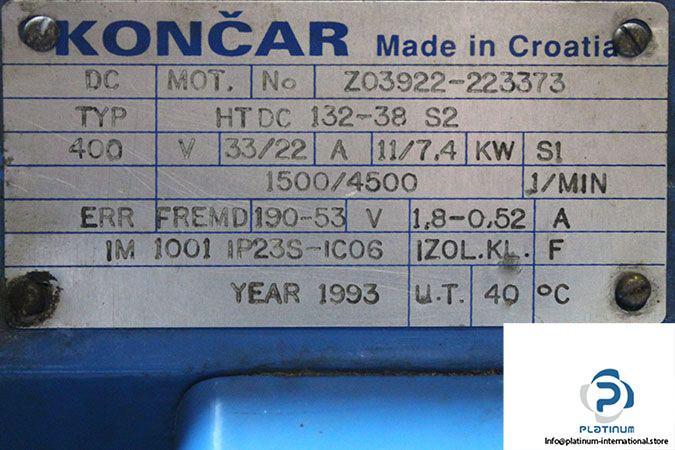 KONČAR Made in Croatia
DC MOT. No Z03922-223373
TYP HTDC 132-38 S2
400 V 33/22 A 11/7,4 KW S1
1500/4500 1/MIN
ERR FREMD 190-53 V 1,8-0,52 A
IM 1001 IP23S-IC06 IZOL.KL. F
YEAR 1993 U.T. 40 °C
PLATINUM
Info@platinum-international.store